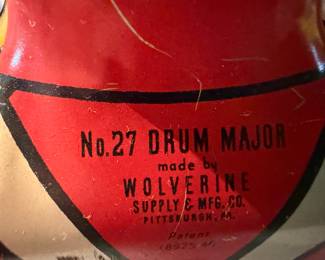 No.27 DRUM MAJOR
made by
WOLVERINE
SUPPLY & MFG. CO.
PITTSBURGH, PA.
Patent